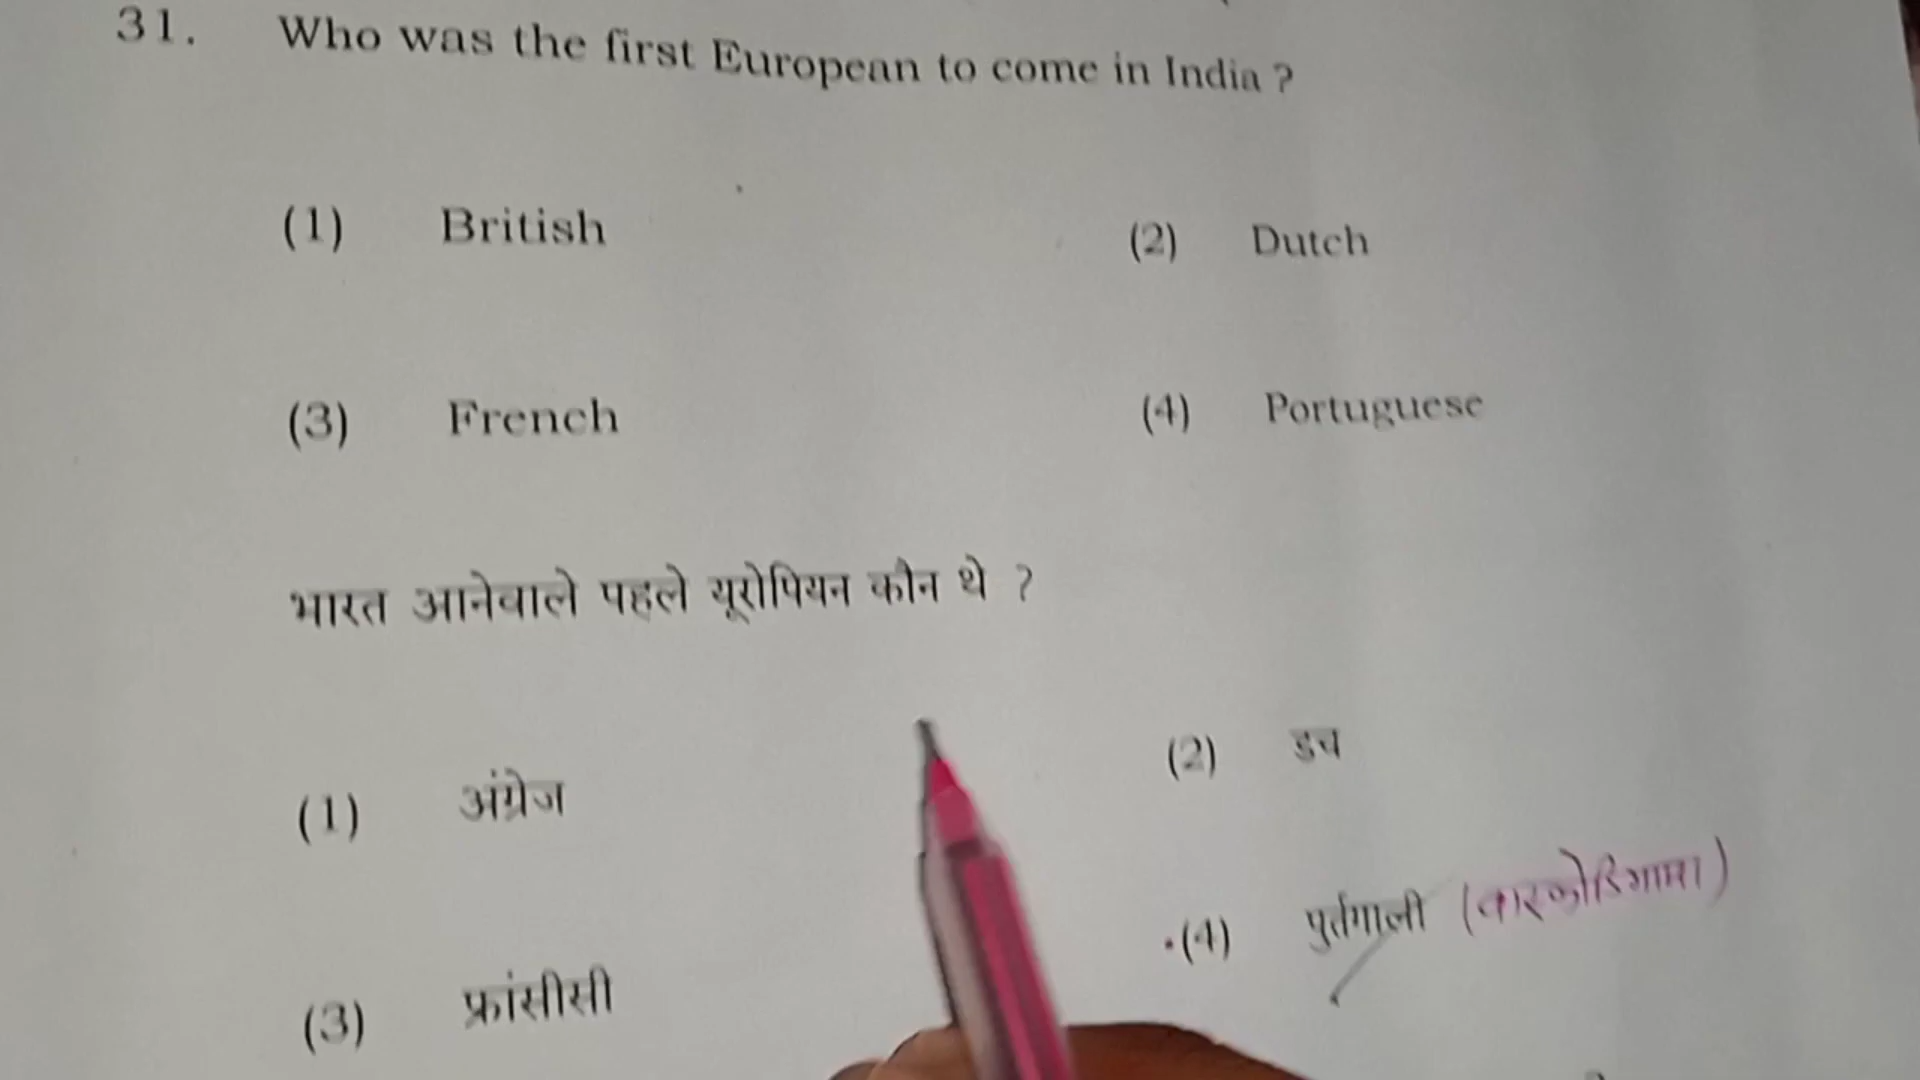 31. Who was the first European to come in India ?
(1) British (2) Dutch
(3) French (4) Portuguese
भारत आनेवाले पहले यूरोपियन कौन थे ?
(1) अंग्रेज (2) डच
(3) फ्रांसीसी (4) पुर्तगाली (वास्कोडिगामा)